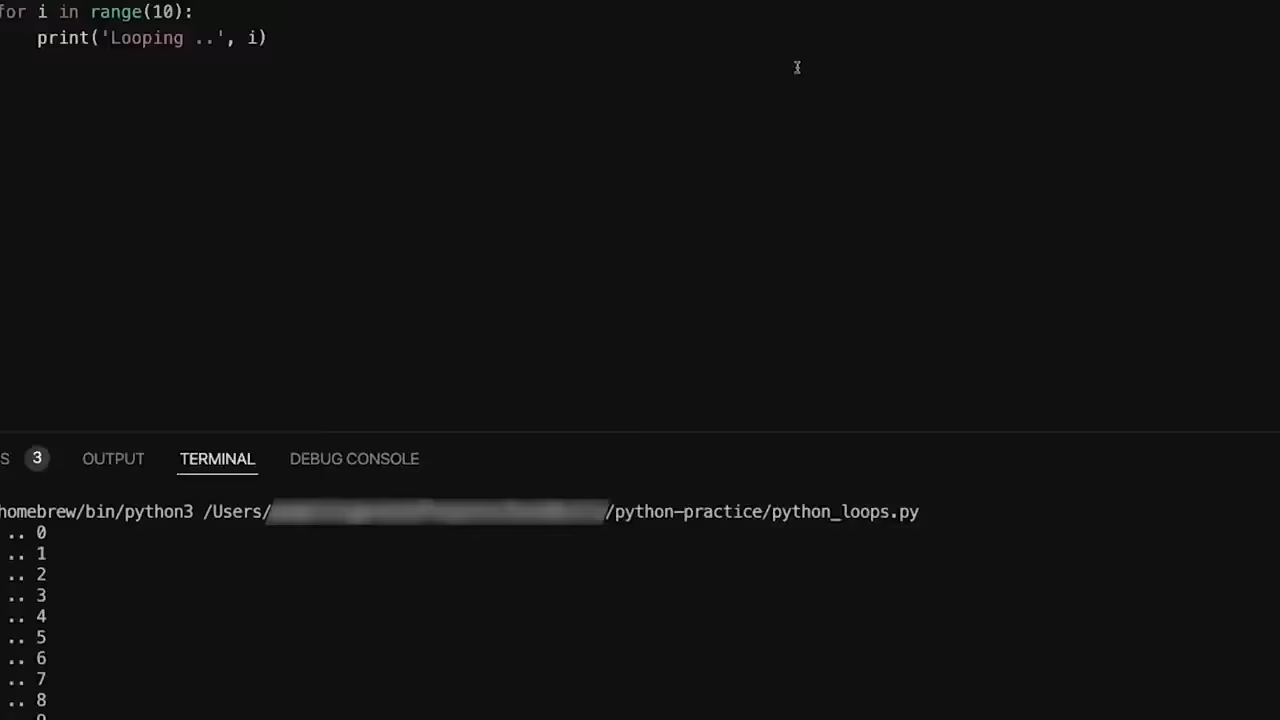 for i in range(10):
print('Looping ..', i)
S 3 OUTPUT TERMINAL DEBUG CONSOLE
homebrew/bin/python3 /Users/ /python-practice/python_loops.py
.. 0
.. 1
.. 2
.. 3
.. 4
.. 5
.. 6
.. 7
.. 8